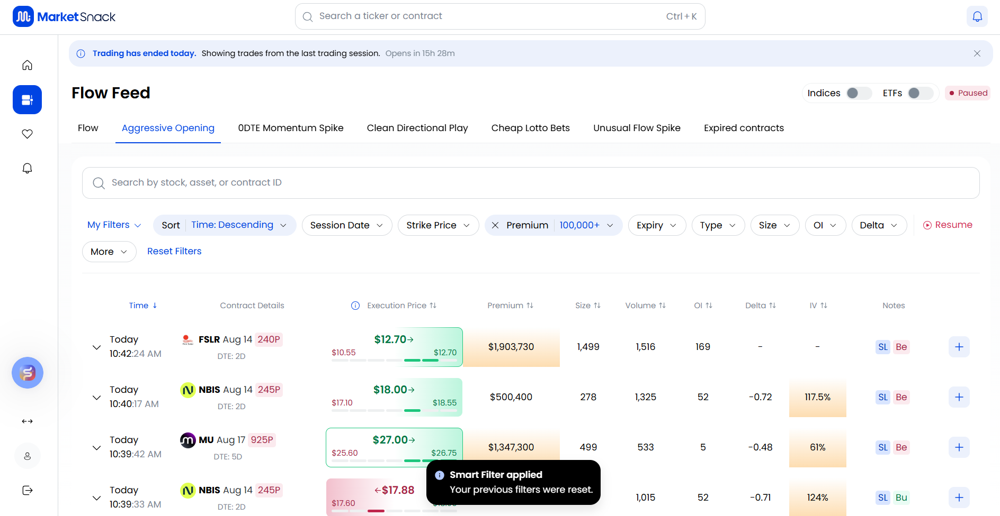 MarketSnack
Search a ticker or contract
Ctrl + K
Trading has ended today. Showing trades from the last trading session. Opens in 15h 28m
Flow Feed
Indices
ETFs
Paused
Flow
Aggressive Opening
0DTE Momentum Spike
Clean Directional Play
Cheap Lotto Bets
Unusual Flow Spike
Expired contracts
Search by stock, asset, or contract ID
My Filters
Sort Time: Descending
Session Date
Strike Price
Premium 100,000+
Expiry
Type
Size
OI
Delta
Resume
More
Reset Filters
Time ↓
Contract Details
Execution Price
Premium
Size
Volume
OI
Delta
IV
Notes
Today
10:42:24 AM
FSLR Aug 14 240P
DTE: 2D
$12.70→
$10.55
$12.70
$1,903,730
1,499
1,516
169
-
-
SL Be
+
Today
10:40:17 AM
NBIS Aug 14 245P
DTE: 2D
$18.00→
$17.10
$18.55
$500,400
278
1,325
52
-0.72
117.5%
SL Be
+
Today
10:39:42 AM
MU Aug 17 925P
DTE: 5D
$27.00→
$25.60
$26.75
$1,347,300
499
533
5
-0.48
61%
SL Be
+
Today
10:39:33 AM
NBIS Aug 14 245P
DTE: 2D
←$17.88
$17.60
1,015
52
-0.71
124%
SL Bu
+
Smart Filter applied
Your previous filters were reset.